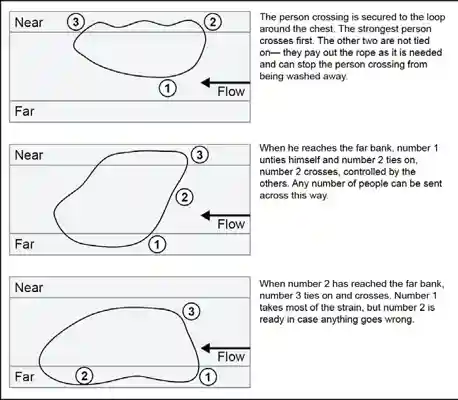 Near
3
2
1
Flow
Far
The person crossing is secured to the loop
around the chest. The strongest person
crosses first. The other two are not tied
on— they pay out the rope as it is needed
and can stop the person crossing from
being washed away.
Near
3
2
Flow
Far
1
When he reaches the far bank, number 1
unties himself and number 2 ties on,
number 2 crosses, controlled by the
others. Any number of people can be sent
across this way.
Near
3
Flow
Far
2
1
When number 2 has reached the far bank,
number 3 ties on and crosses. Number 1
takes most of the strain, but number 2 is
ready in case anything goes wrong.